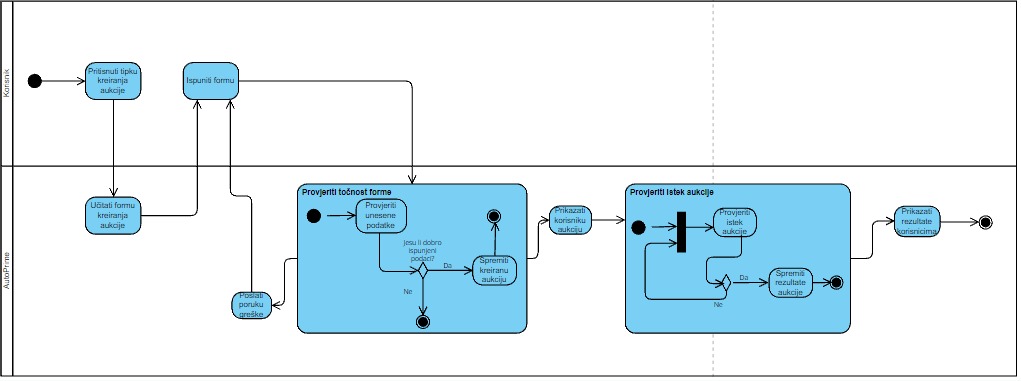 Korisnik
Pritisnuti tipku
kreiranja
aukcije
Ispuniti formu
AutoPrime
Učitati formu
kreiranja
aukcije
Poslati
poruku
greške
Provjeriti točnost forme
Provjeriti
unesene
podatke
Jesu li dobro
ispunjeni
podaci?
Da
Ne
Spremiti
kreiranu
aukciju
Prikazati
korisniku
aukciju
Provjeriti istek aukcije
Provjeriti
istek
aukcije
Da
Ne
Spremiti
rezultate
aukcije
Prikazati
rezultate
korisnicima